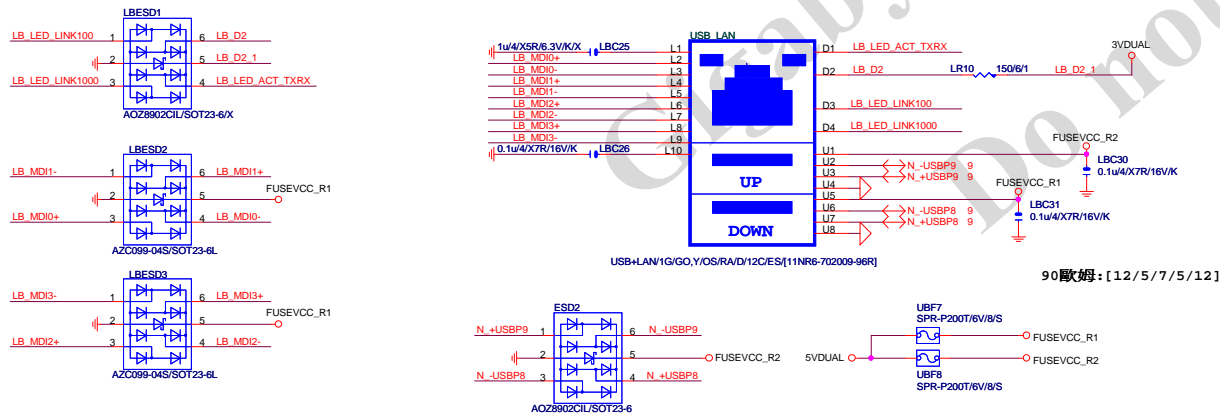 LBESD1
LB_LED_LINK100 1 6 LB_D2
2 5 LB_D2_1
LB_LED_LINK1000 3 4 LB_LED_ACT_TXRX
AOZ8902CIL/SOT23-6/X
LBESD2
LB_MDI1- 1 6 LB_MDI1+
2 5 FUSEVCC_R1
LB_MDI0+ 3 4 LB_MDI0-
AZC099-04S/SOT23-6L
LBESD3
LB_MDI3- 1 6 LB_MDI3+
2 5 FUSEVCC_R1
LB_MDI2+ 3 4 LB_MDI2-
AZC099-04S/SOT23-6L
USB_LAN
1u/4/X5R/6.3V/K/X LBC25 L1
LB_MDI0+ L2
LB_MDI0- L3
LB_MDI1+ L4
LB_MDI1- L5
LB_MDI2+ L6
LB_MDI2- L7
LB_MDI3+ L8
LB_MDI3- L9
0.1u/4/X7R/16V/K LBC26 L10
UP
DOWN
D1 LB_LED_ACT_TXRX
D2 LB_D2 LR10 150/6/1 LB_D2_1 3VDUAL
D3 LB_LED_LINK100
D4 LB_LED_LINK1000
U1 FUSEVCC_R2
U2 N_-USBP9 9
U3 N_+USBP9 9
U4
U5 FUSEVCC_R1
U6 N_-USBP8 9
U7 N_+USBP8 9
U8
LBC30
0.1u/4/X7R/16V/K
LBC31
0.1u/4/X7R/16V/K
USB+LAN/1G/GO,Y/OS/RA/D/12C/ES/[11NR6-702009-96R]
90歐姆:[12/5/7/5/12]
ESD2
N_+USBP9 1 6 N_-USBP9
2 5 FUSEVCC_R2
N_-USBP8 3 4 N_+USBP8
AOZ8902CIL/SOT23-6
UBF7
SPR-P200T/6V/8/S
5VDUAL
FUSEVCC_R1
FUSEVCC_R2
UBF8
SPR-P200T/6V/8/S
Do no